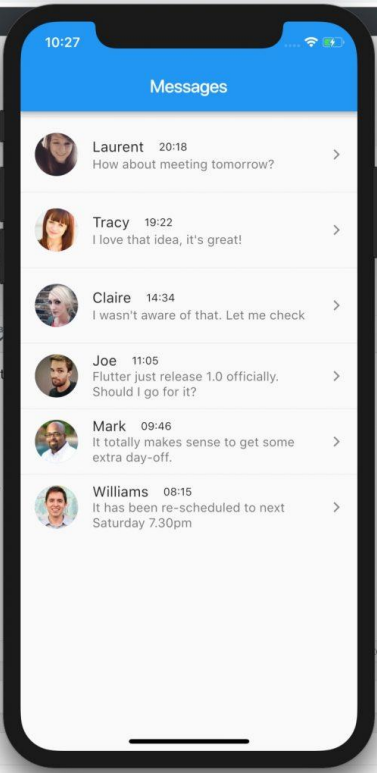 10:27
Messages
Laurent 20:18
How about meeting tomorrow?
Tracy 19:22
I love that idea, it's great!
Claire 14:34
I wasn't aware of that. Let me check
Joe 11:05
Flutter just release 1.0 officially.
Should I go for it?
Mark 09:46
It totally makes sense to get some
extra day-off.
Williams 08:15
It has been re-scheduled to next
Saturday 7.30pm